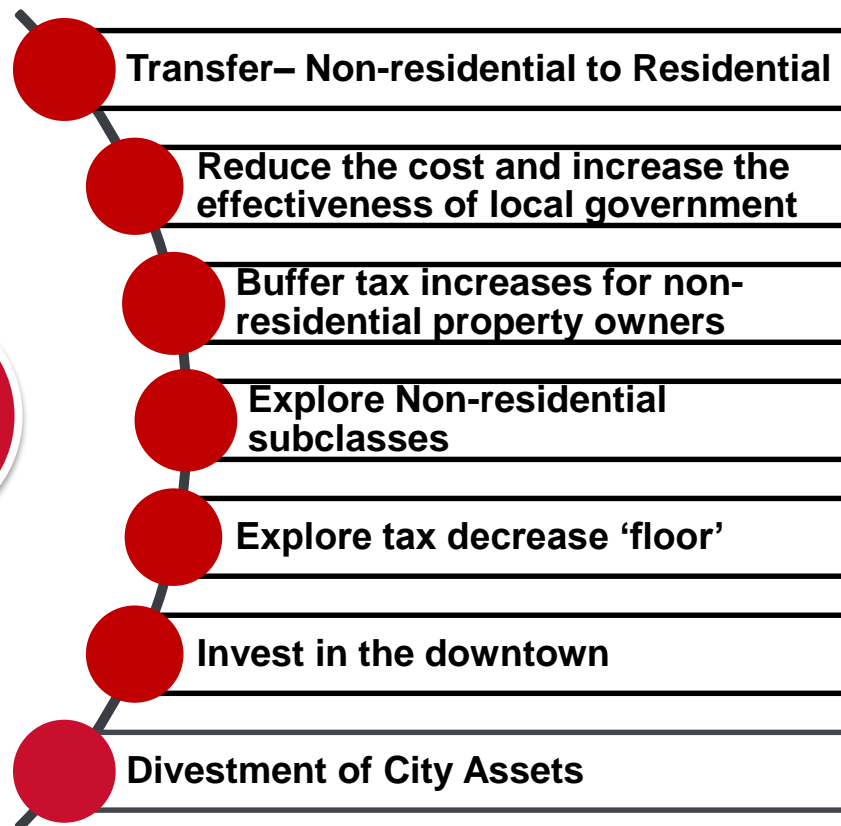 Transfer– Non-residential to Residential
Reduce the cost and increase the
effectiveness of local government
Buffer tax increases for non-
residential property owners
Explore Non-residential
subclasses
Explore tax decrease ‘floor’
Invest in the downtown
Divestment of City Assets